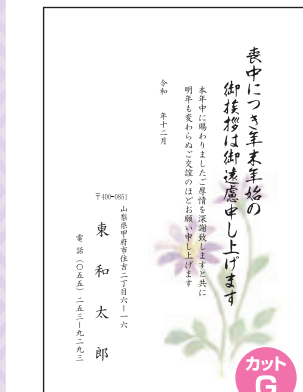 喪中につき年末年始の
御挨拶は御遠慮申し上げます
本年中に賜わりましたご厚情を深謝致しますと共に
明年も変わらぬご交誼のほどお願い申し上げます
令和　年十二月
〒400-0851
山梨県甲府市住吉二丁目六ー一六
東和太郎
電話（〇五五）二五三ー九二九三
カット
G